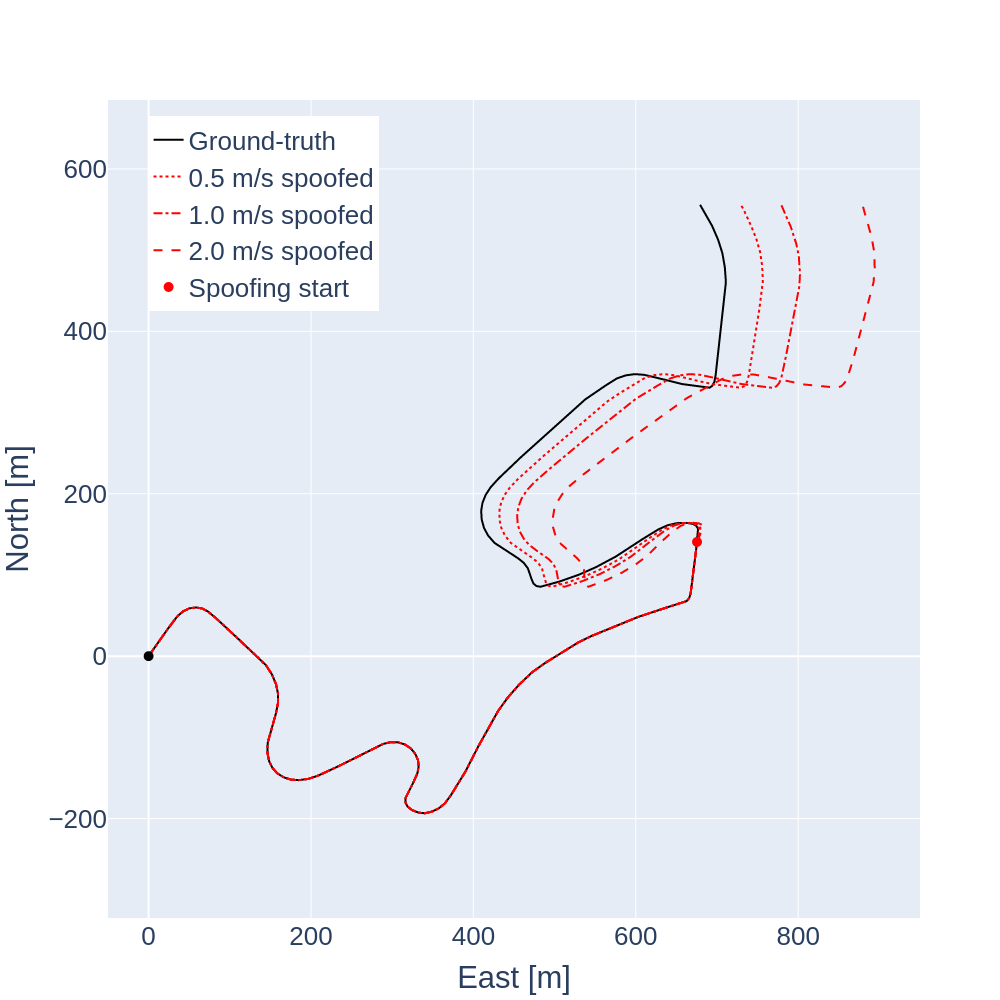 Ground-truth
0.5 m/s spoofed
1.0 m/s spoofed
2.0 m/s spoofed
Spoofing start
600
400
200
0
−200
North [m]
0 200 400 600 800
East [m]